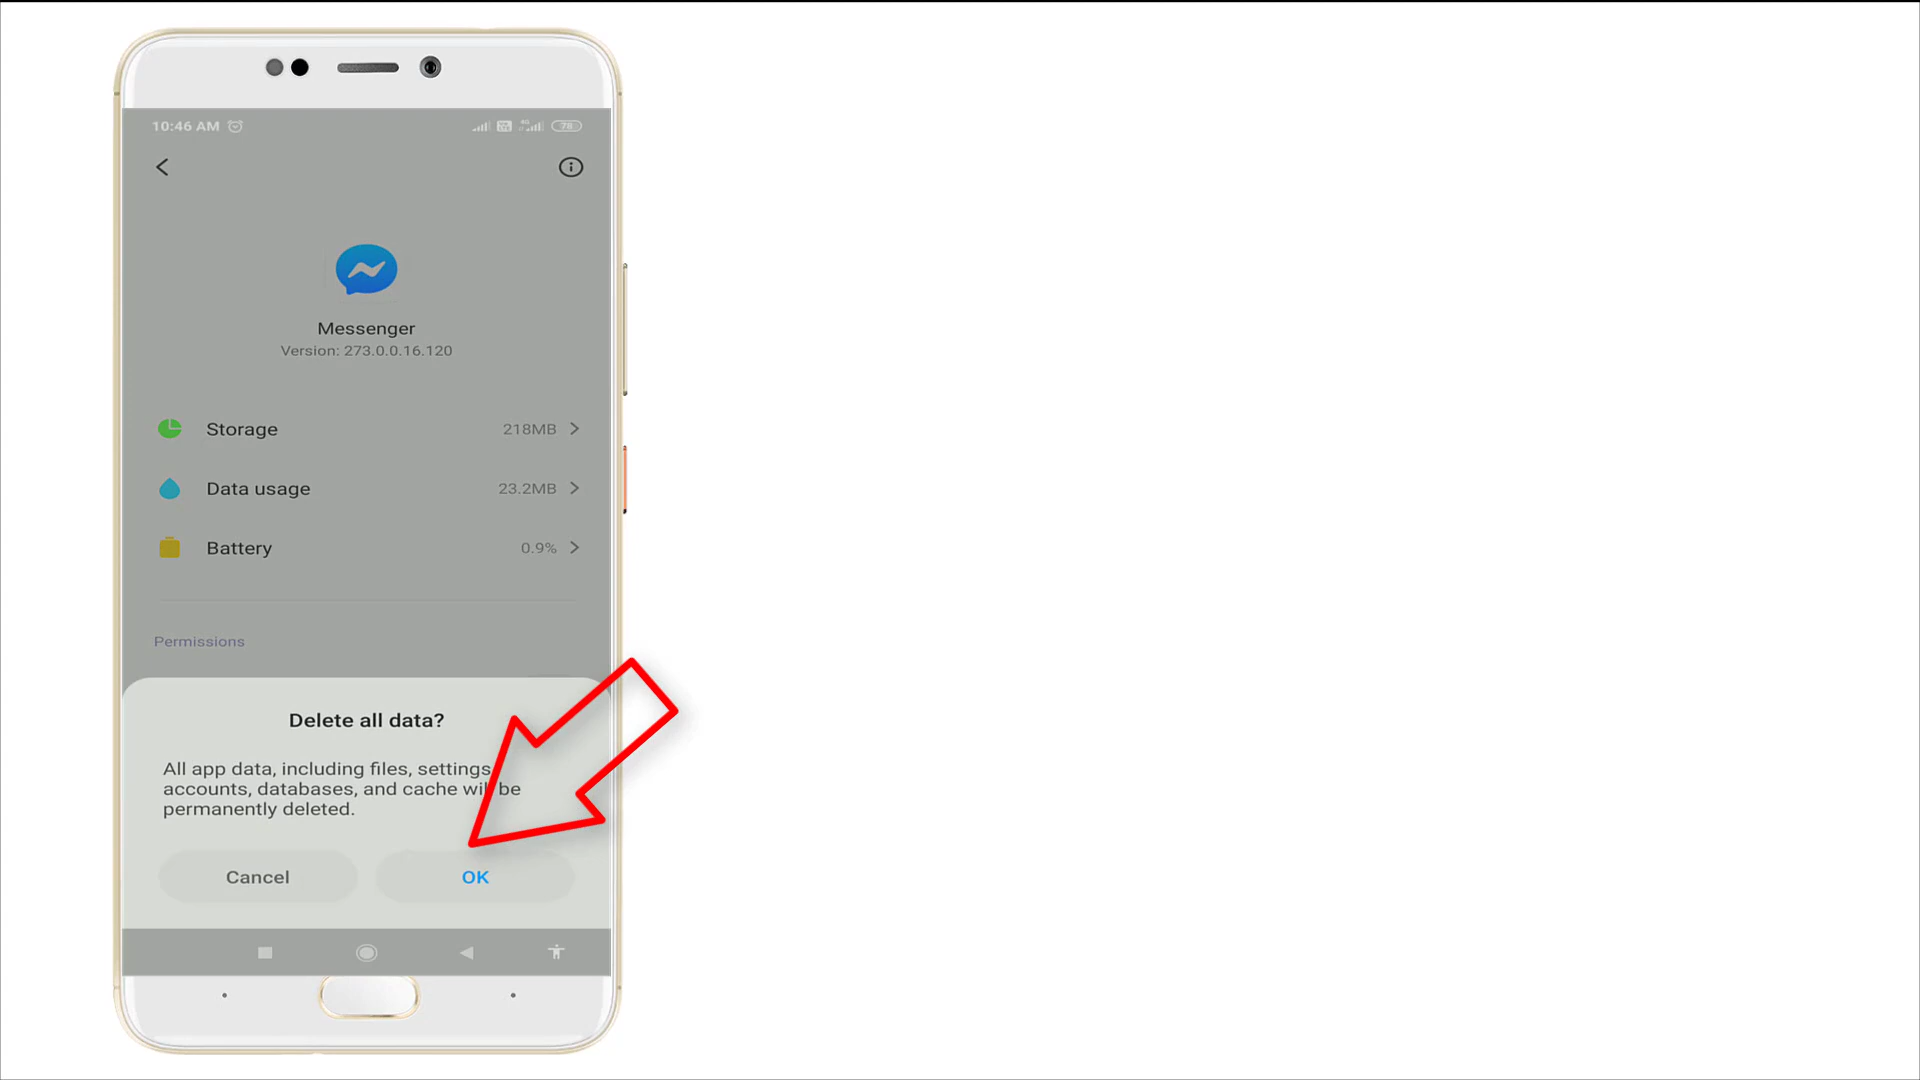 10:46 AM
78
Messenger
Version: 273.0.0.16.120
Storage 218MB
Data usage 23.2MB
Battery 0.9%
Permissions
Delete all data?
All app data, including files, settings
accounts, databases, and cache will be
permanently deleted.
Cancel OK